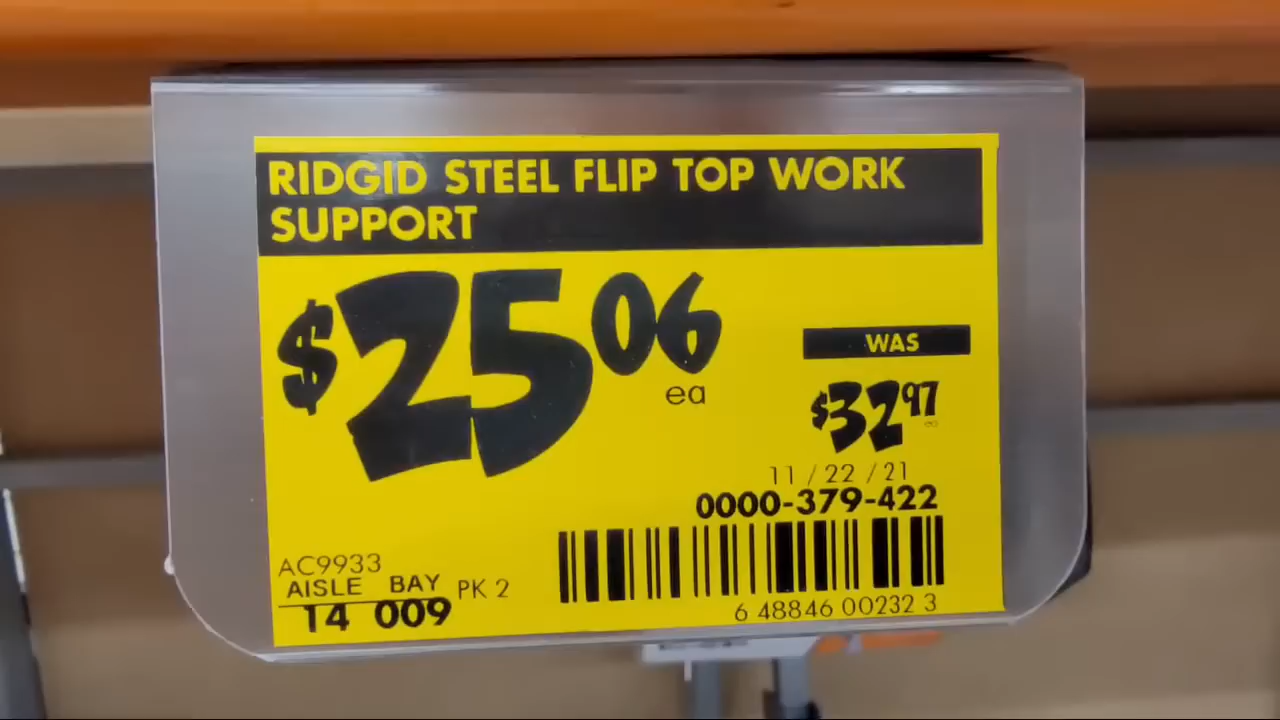 RIDGID STEEL FLIP TOP WORK
SUPPORT
$25 06
ea
WAS
$32 97
11 / 22 / 21
0000-379-422
AC9933
AISLE BAY PK 2
14 009
6 48846 00232 3